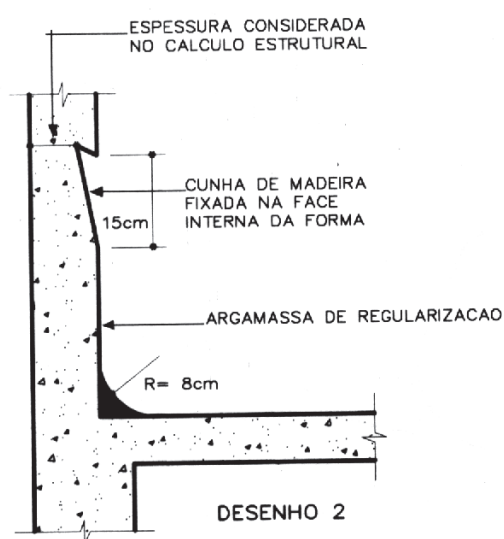 ESPESSURA CONSIDERADA
NO CALCULO ESTRUTURAL
CUNHA DE MADEIRA
FIXADA NA FACE
INTERNA DA FORMA
15cm
ARGAMASSA DE REGULARIZACAO
R= 8cm
DESENHO 2